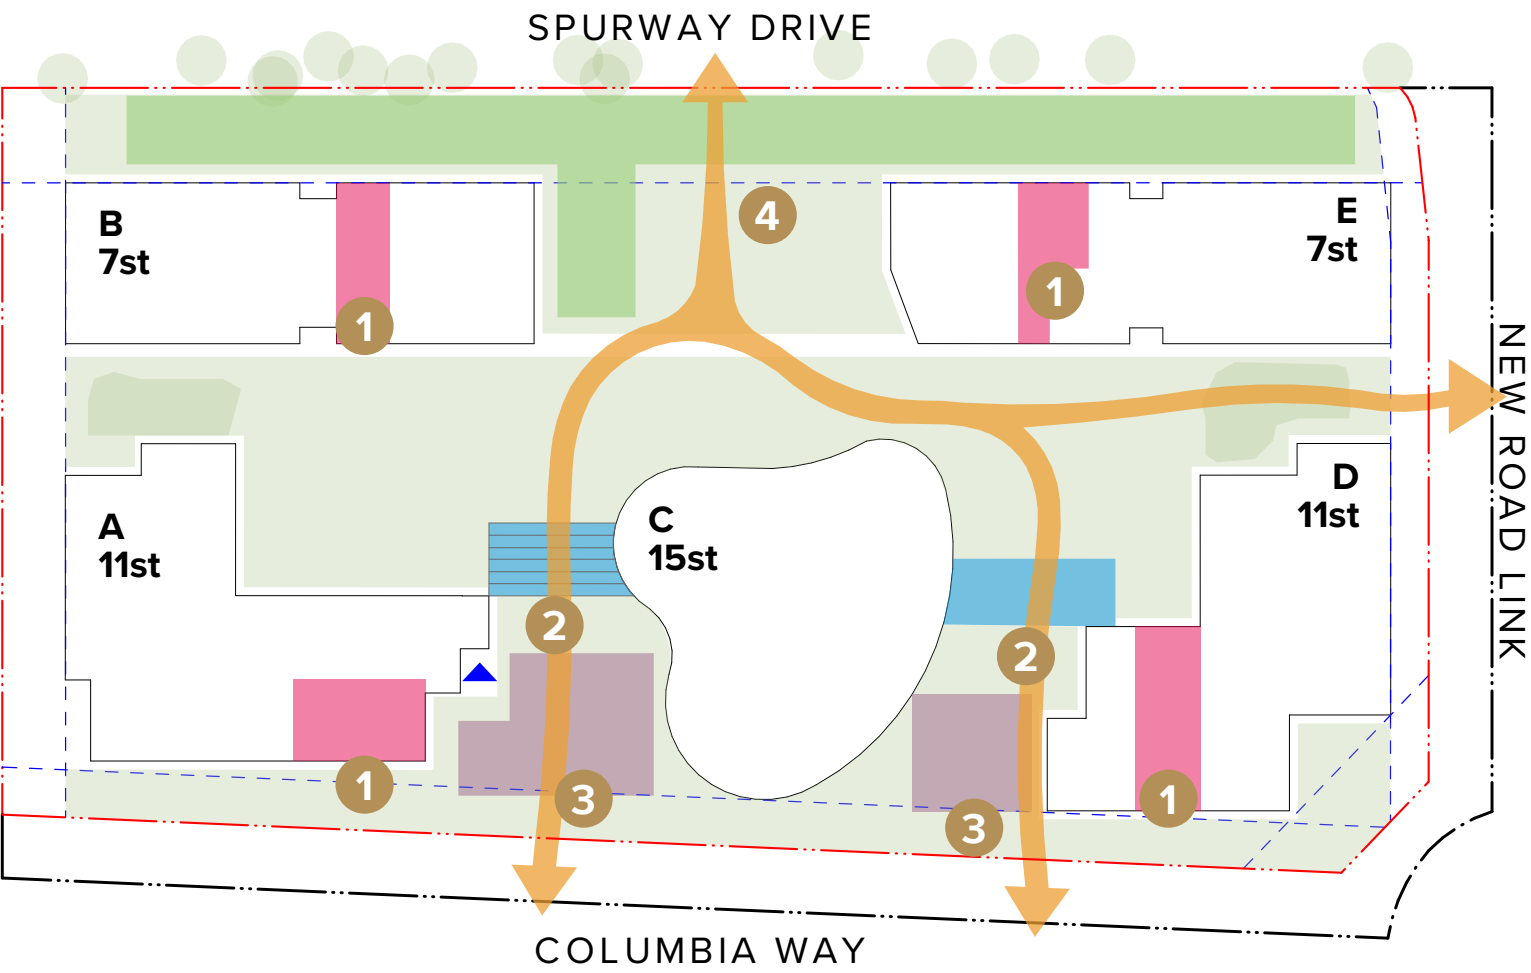 SPURWAY DRIVE
4
B
7st
E
7st
1
1
NEW ROAD LINK
A
11st
C
15st
D
11st
2
2
1
3
3
1
COLUMBIA WAY